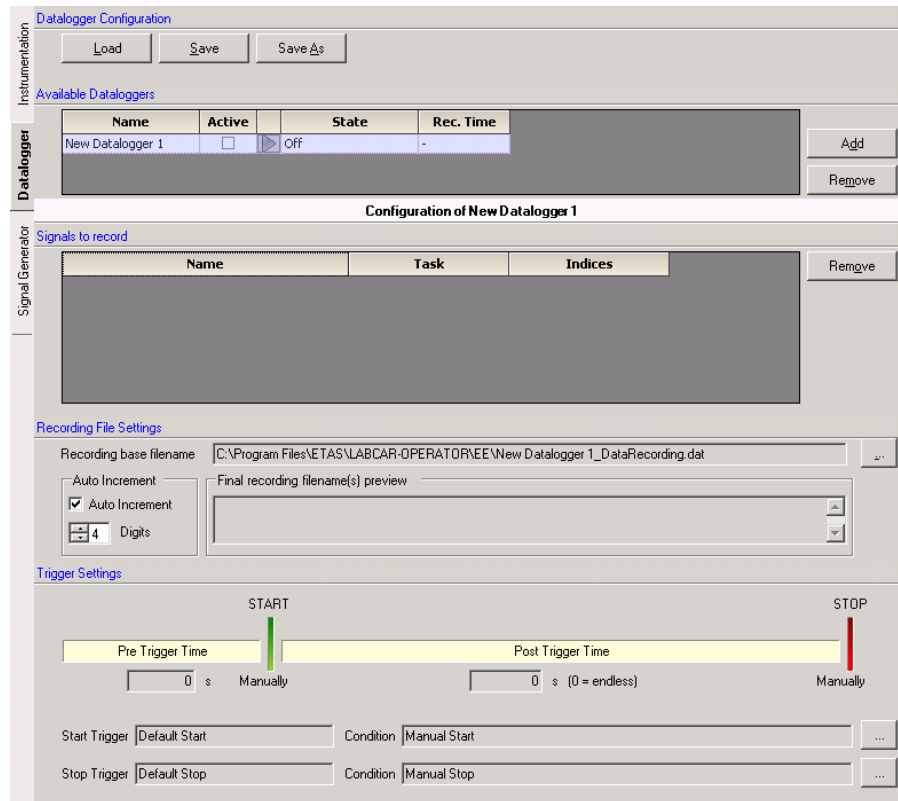 Instrumentation
Datalogger
Signal Generator
Datalogger Configuration
Load Save Save As
Available Dataloggers
Name Active State Rec. Time
New Datalogger 1 Off -
Add
Remove
Configuration of New Datalogger 1
Signals to record
Name Task Indices
Remove
Recording File Settings
Recording base filename C:\Program Files\ETAS\LABCAR-OPERATOR\EE\New Datalogger 1_DataRecording.dat ...
Auto Increment Final recording filename(s) preview
Auto Increment
4 Digits
Trigger Settings
START STOP
Pre Trigger Time Post Trigger Time
0 s Manually 0 s (0 = endless) Manually
Start Trigger Default Start Condition Manual Start ...
Stop Trigger Default Stop Condition Manual Stop ...